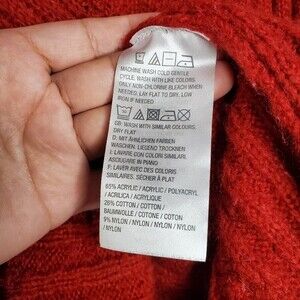 MACHINE WASH COLD GENTLE
CYCLE. WASH WITH LIKE COLORS.
ONLY NON-CHLORINE BLEACH WHEN
NEEDED. LAY FLAT TO DRY. LOW
IRON IF NEEDED
GB: WASH WITH SIMILAR COLOURS.
DRY FLAT
D: MIT ÄHNLICHEN FARBEN
WASCHEN. LIEGEND TROCKNEN
I: LAVARE CON COLORI SIMILARI.
ASCIUGARE IN PIANO
F: LAVER AVEC DES COLORIS
SIMILAIRES. SÉCHER À PLAT
65% ACRYLIC / ACRYLIC / POLYACRYL
/ ACRILICA / ACRYLIQUE
26% COTTON / COTTON /
BAUMWOLLE / COTONE / COTON
9% NYLON / NYLON / NYLON / NYLON
/ NYLON